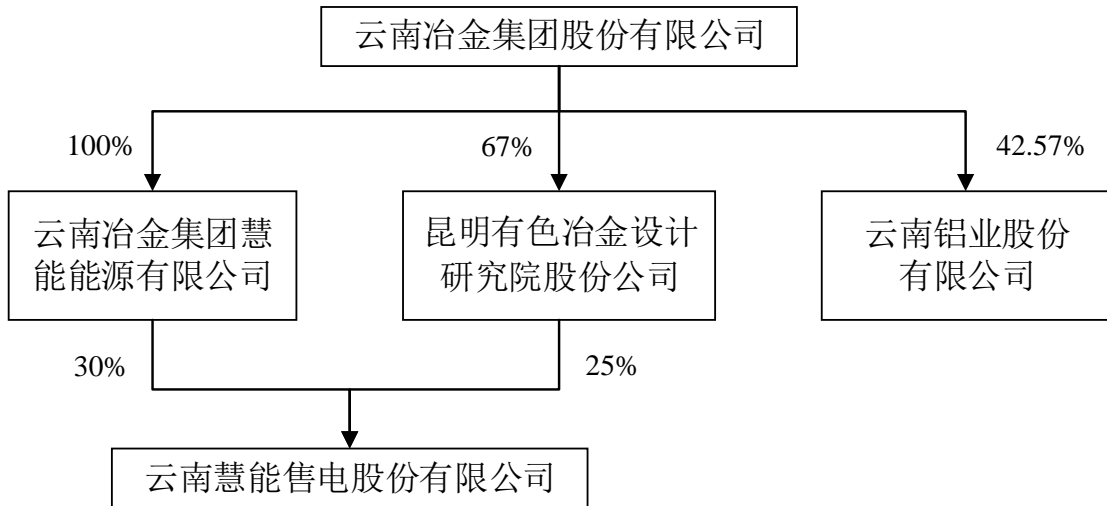 云南冶金集团股份有限公司
100%
67%
42.57%
云南冶金集团慧
能能源有限公司
昆明有色冶金设计
研究院股份公司
云南铝业股份
有限公司
30%
25%
云南慧能售电股份有限公司